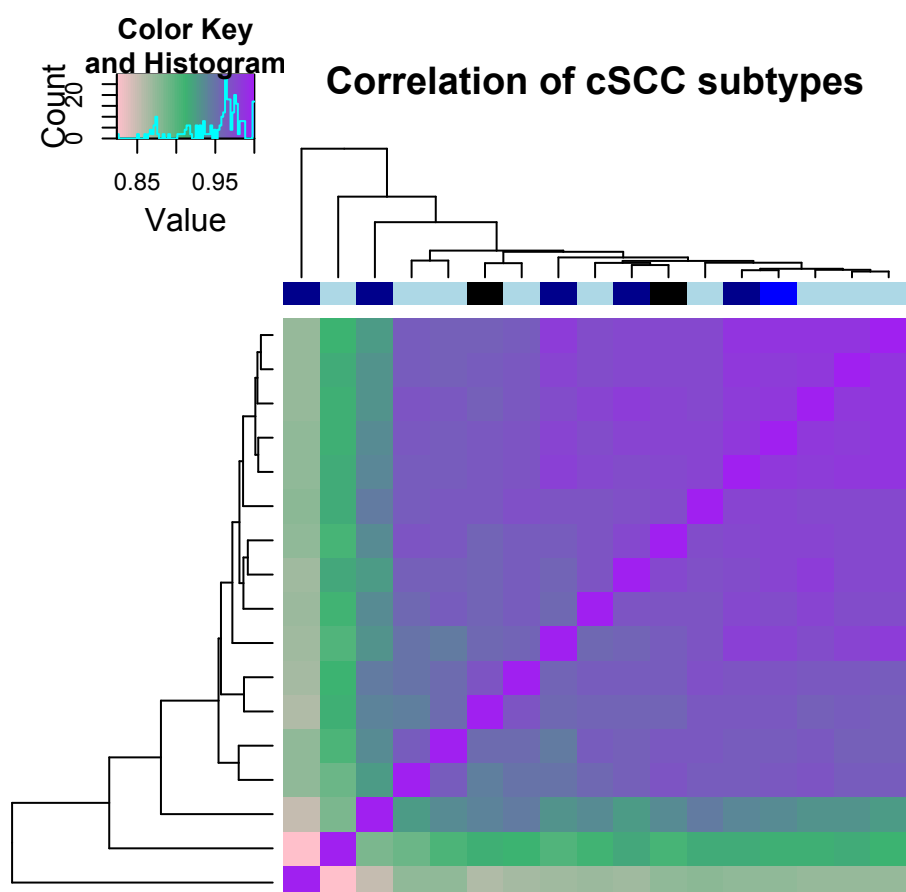 Color Key
and Histogram
Correlation of cSCC subtypes
Count
0 20
0.85 0.95
Value